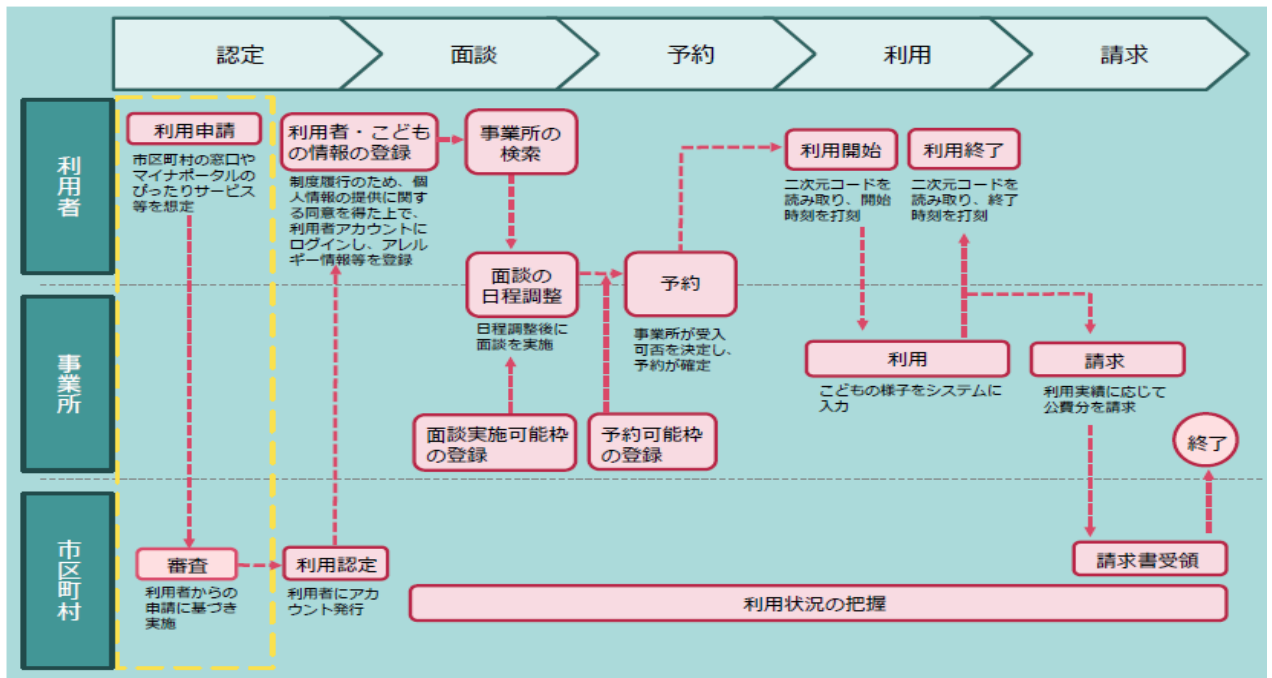 認定
面談
予約
利用
請求
利用者
利用申請
市区町村の窓口や
マイナポータルの
ぴったりサービス
等を想定
利用者・こども
の情報の登録
制度履行のため、個
人情報の提供に関す
る同意を得た上で、
利用者アカウントに
ログインし、アレル
ギー情報等を登録
事業所の
検索
利用開始
二次元コードを
読み取り、開始
時刻を打刻
利用終了
二次元コードを
読み取り、終了
時刻を打刻
面談の
日程調整
日程調整後に
面談を実施
予約
事業所が受入
可否を決定し、
予約が確定
事業所
利用
こどもの様子をシステムに
入力
請求
利用実績に応じて
公費分を請求
面談実施可能枠
の登録
予約可能枠
の登録
終了
市区町村
審査
利用者からの
申請に基づき
実施
利用認定
利用者にアカ
ウント発行
請求書受領
利用状況の把握